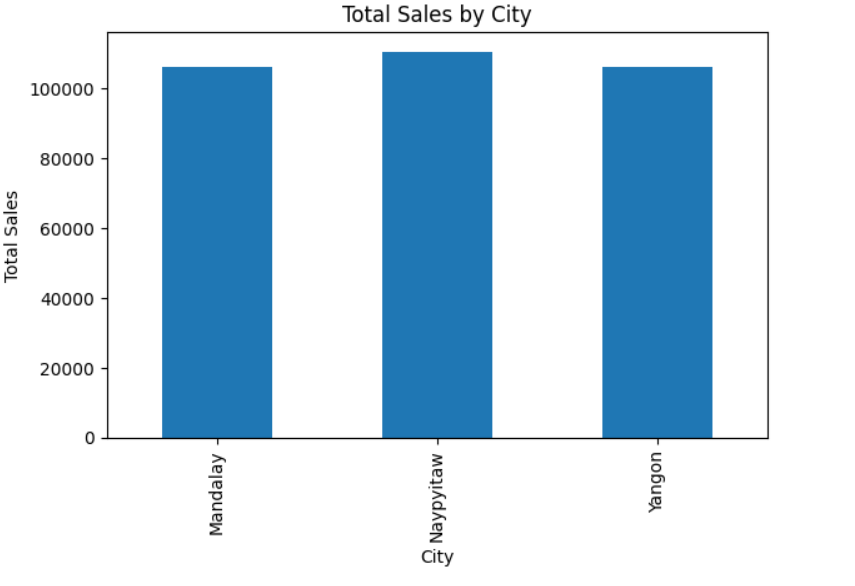 Total Sales by City
Total Sales
100000
80000
60000
40000
20000
0
Mandalay
Naypyitaw
Yangon
City